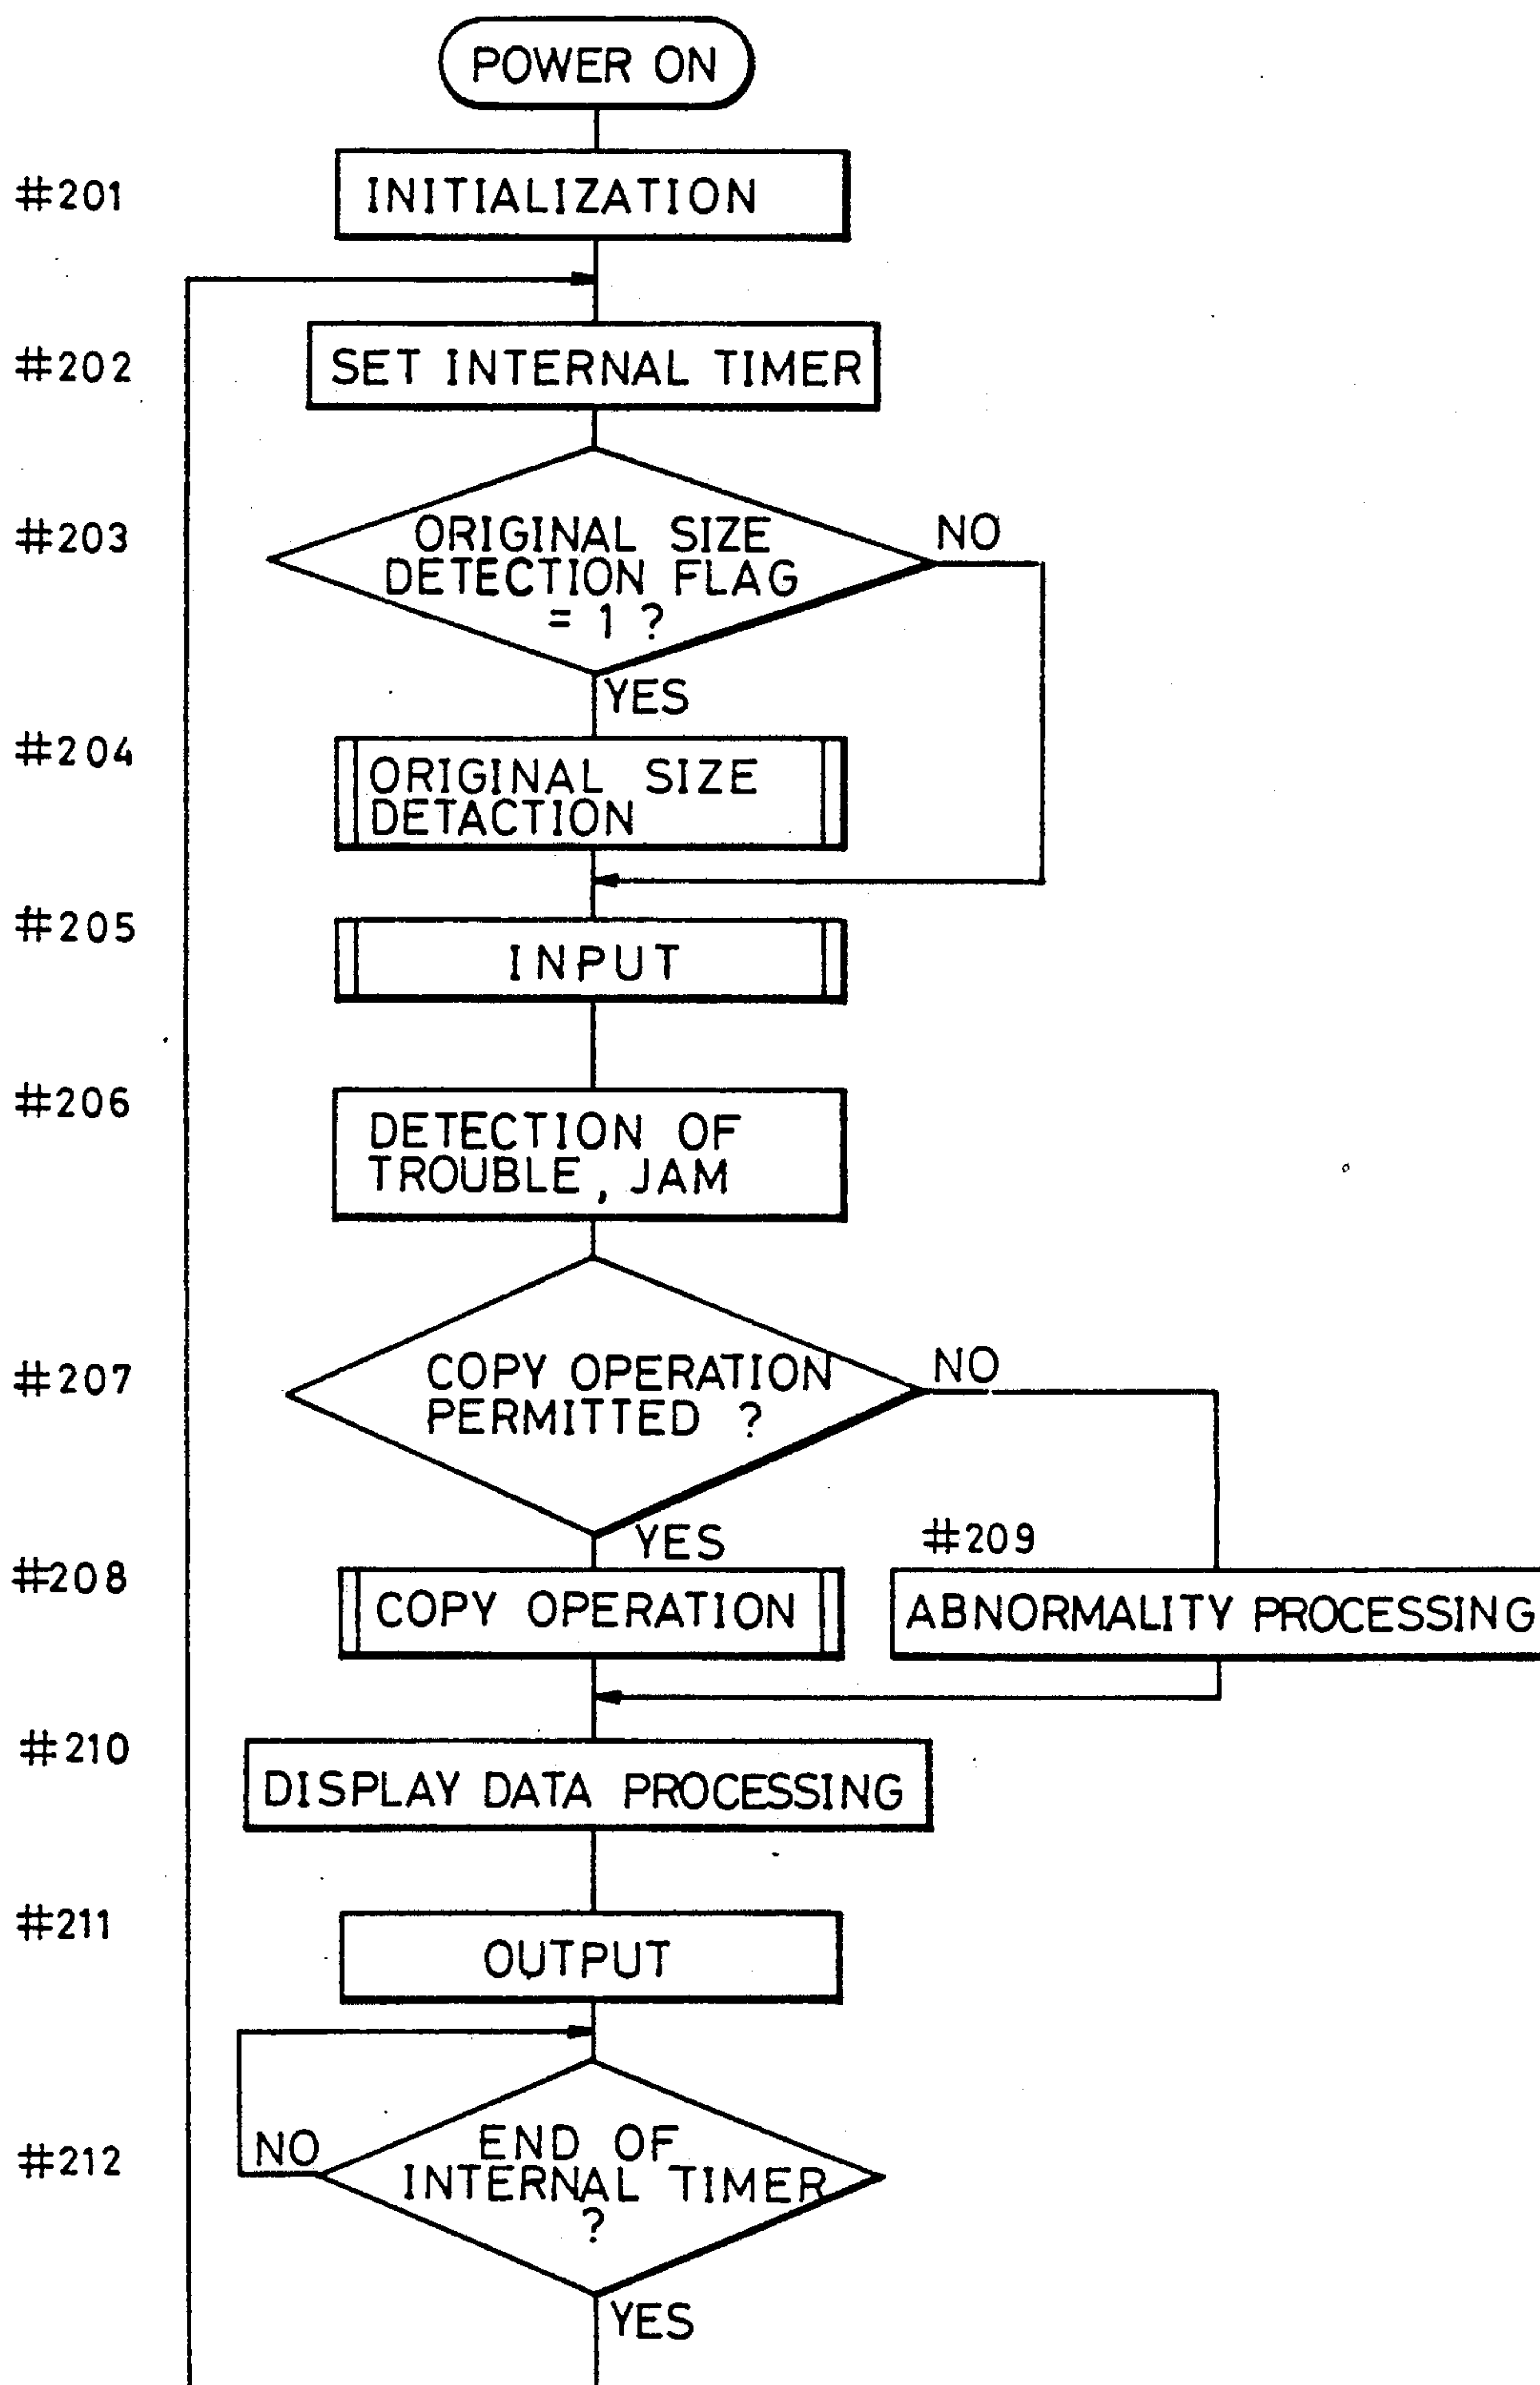 POWER ON
#201
INITIALIZATION
#202
SET INTERNAL TIMER
#203
ORIGINAL SIZE
DETECTION FLAG
= 1 ?
NO
YES
#204
ORIGINAL SIZE
DETACTION
#205
INPUT
#206
DETECTION OF
TROUBLE, JAM
#207
COPY OPERATION
PERMITTED ?
NO
YES
#208
COPY OPERATION
#209
ABNORMALITY PROCESSING
#210
DISPLAY DATA PROCESSING
#211
OUTPUT
#212
NO
END OF
INTERNAL TIMER
?
YES